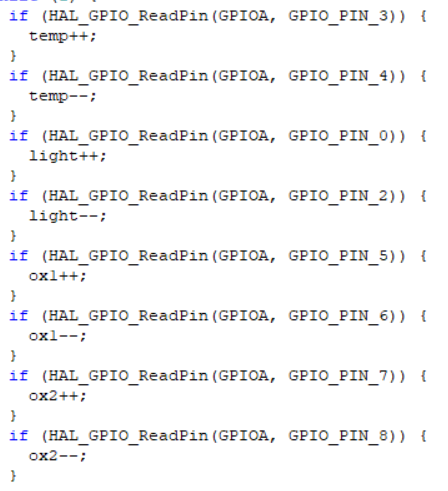 if (HAL_GPIO_ReadPin(GPIOA, GPIO_PIN_3)) {
temp++;
}
if (HAL_GPIO_ReadPin(GPIOA, GPIO_PIN_4)) {
temp--;
}
if (HAL_GPIO_ReadPin(GPIOA, GPIO_PIN_0)) {
light++;
}
if (HAL_GPIO_ReadPin(GPIOA, GPIO_PIN_2)) {
light--;
}
if (HAL_GPIO_ReadPin(GPIOA, GPIO_PIN_5)) {
ox1++;
}
if (HAL_GPIO_ReadPin(GPIOA, GPIO_PIN_6)) {
ox1--;
}
if (HAL_GPIO_ReadPin(GPIOA, GPIO_PIN_7)) {
ox2++;
}
if (HAL_GPIO_ReadPin(GPIOA, GPIO_PIN_8)) {
ox2--;
}